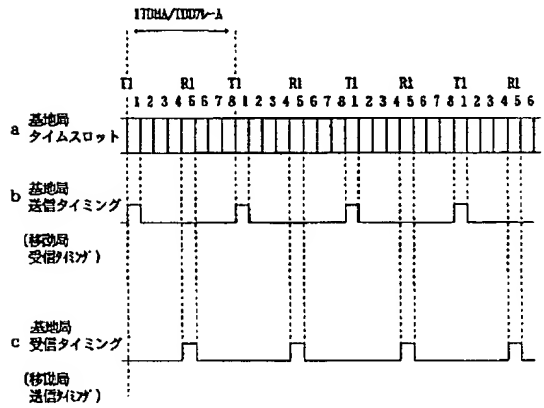 1TDMA/TDDフレーム
T1 R1 T1 R1 T1 R1 T1 R1
1 2 3 4 5 6 7 8 1 2 3 4 5 6 7 8 1 2 3 4 5 6 7 8 1 2 3 4 5 6
a 基地局
タイムスロット
b 基地局
送信タイミング
(移動局
受信タイミング)
c 基地局
受信タイミング
(移動局
送信タイミング)